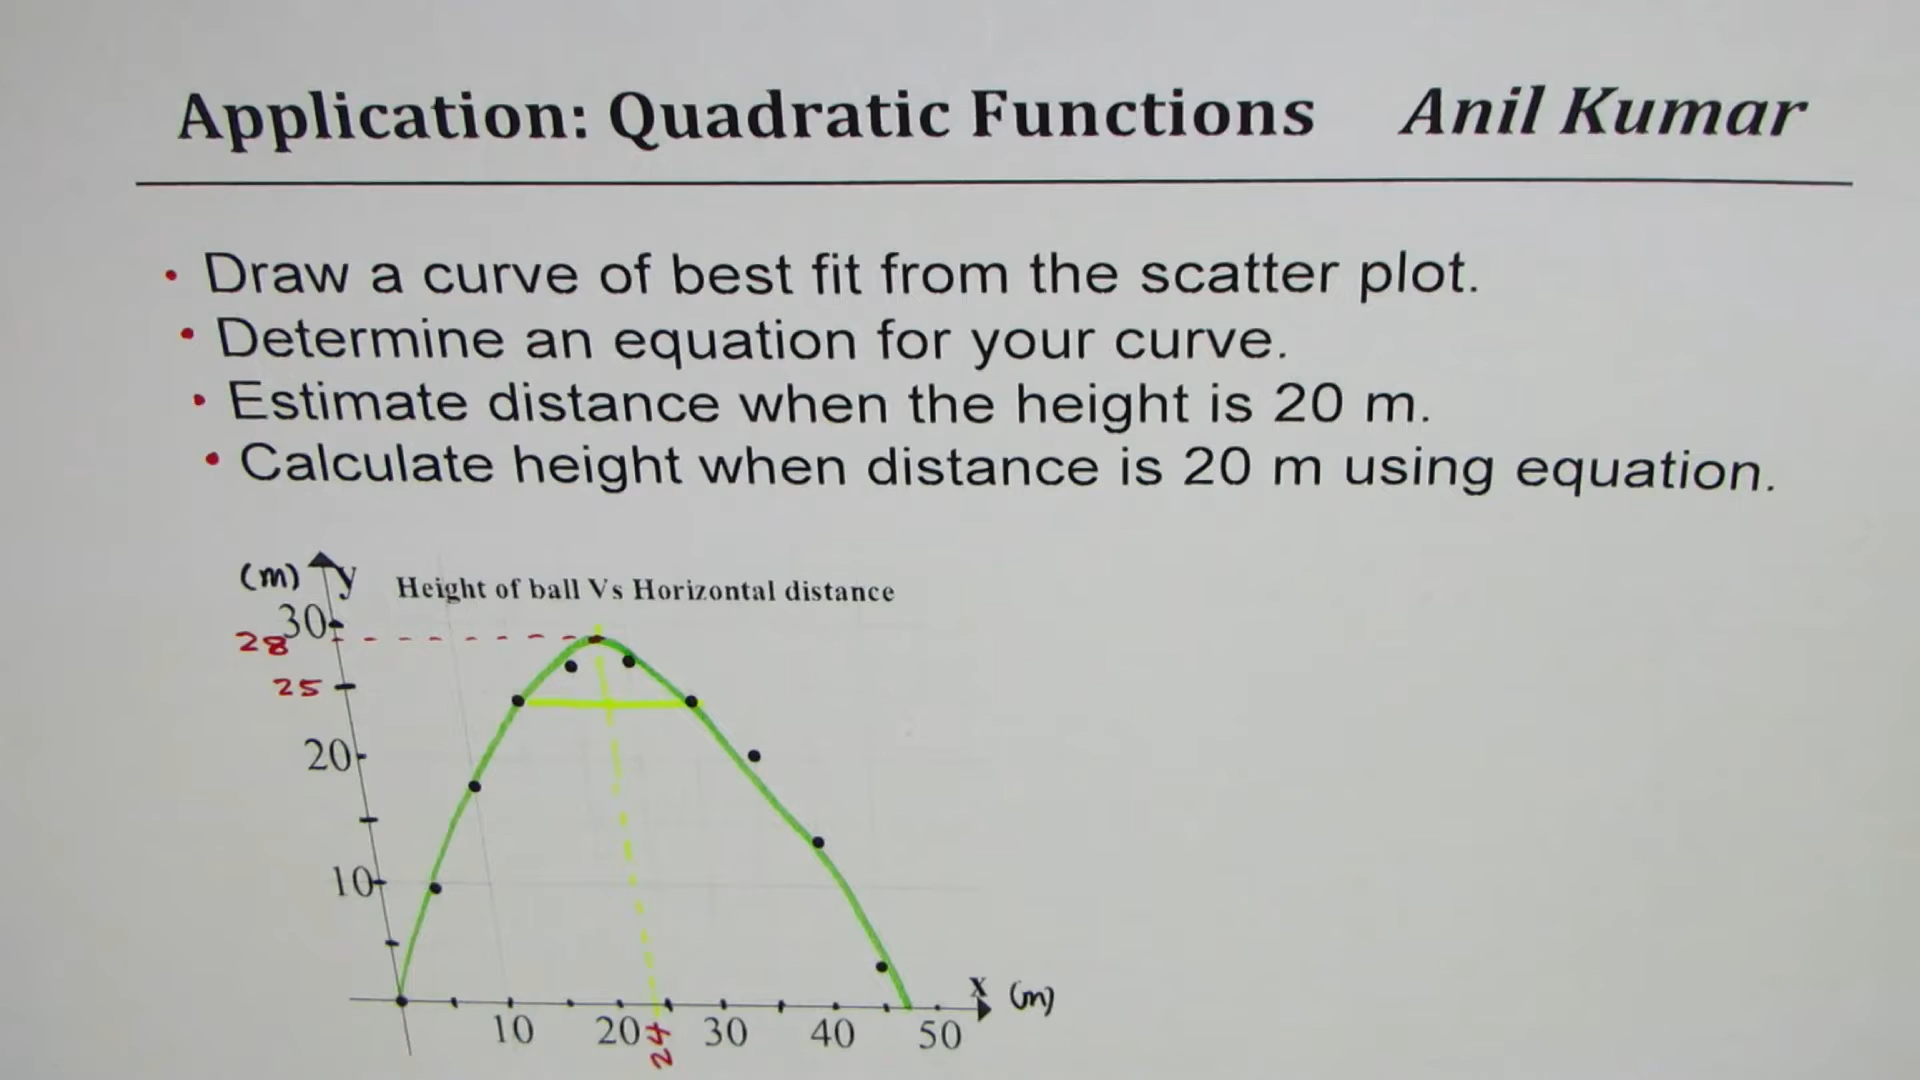 Application: Quadratic Functions Anil Kumar
• Draw a curve of best fit from the scatter plot.
• Determine an equation for your curve.
• Estimate distance when the height is 20 m.
• Calculate height when distance is 20 m using equation.
(m) y Height of ball Vs Horizontal distance
30
28
25
20
10
x (m)
10 20 24 30 40 50